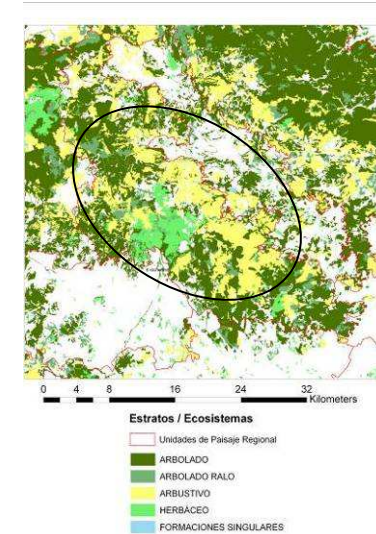 0 4 8 16 24 32
Kilometers
Estratos / Ecosistemas
Unidades de Paisaje Regional
ARBOLADO
ARBOLADO RALO
ARBUSTIVO
HERBÁCEO
FORMACIONES SINGULARES